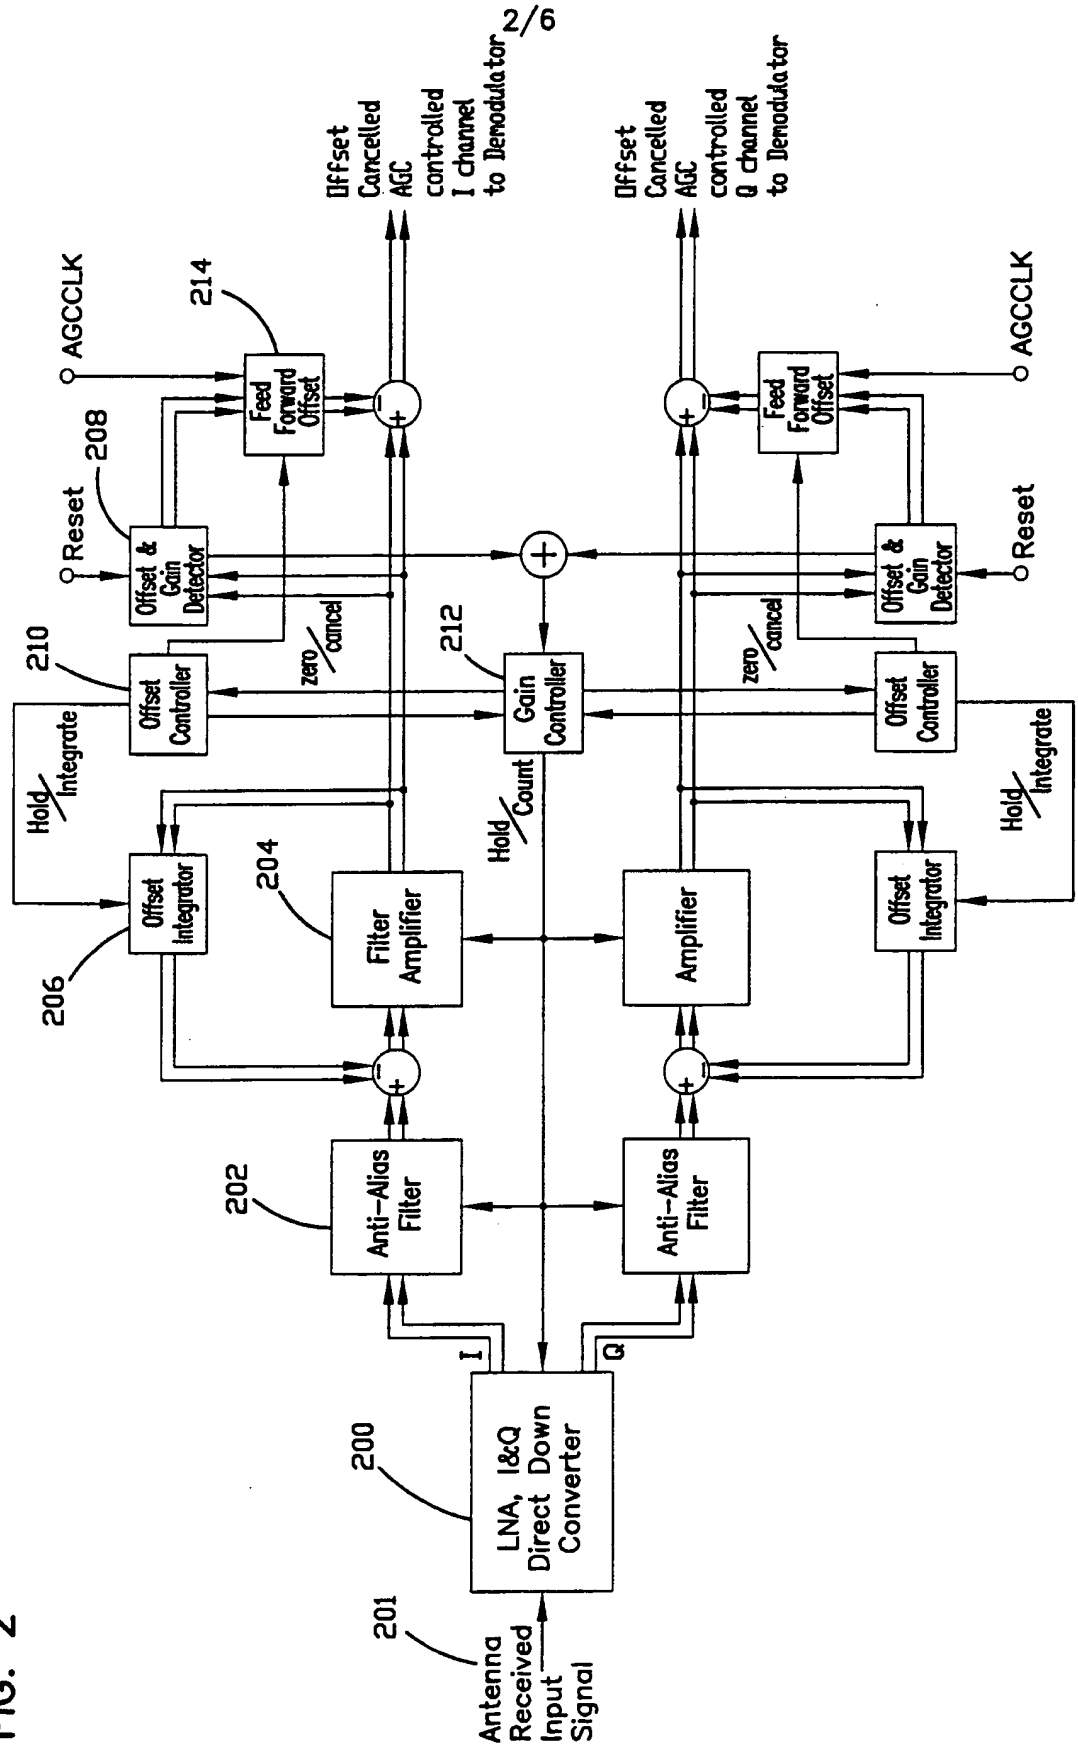 2/6
FIG. 2
Antenna
Received
Input
Signal
201
LNA, I&Q
Direct Down
Converter
200
I
Q
Anti-Alias
Filter
202
Anti-Alias
Filter
+
-
+
-
Filter
Amplifier
204
Amplifier
Offset
Integrator
206
Offset
Integrator
Hold/
Integrate
Hold/
Integrate
Hold/
Count
Offset
Controller
210
Offset
Controller
Gain
Controller
212
zero/
cancel
zero/
cancel
Offset &
Gain
Detector
208
Reset
Offset &
Gain
Detector
Reset
+
Feed
Forward
Offset
214
AGCCLK
Feed
Forward
Offset
AGCCLK
+
-
+
-
Offset
Cancelled
AGC
controlled
I channel
to Demodulator
Offset
Cancelled
AGC
controlled
Q channel
to Demodulator